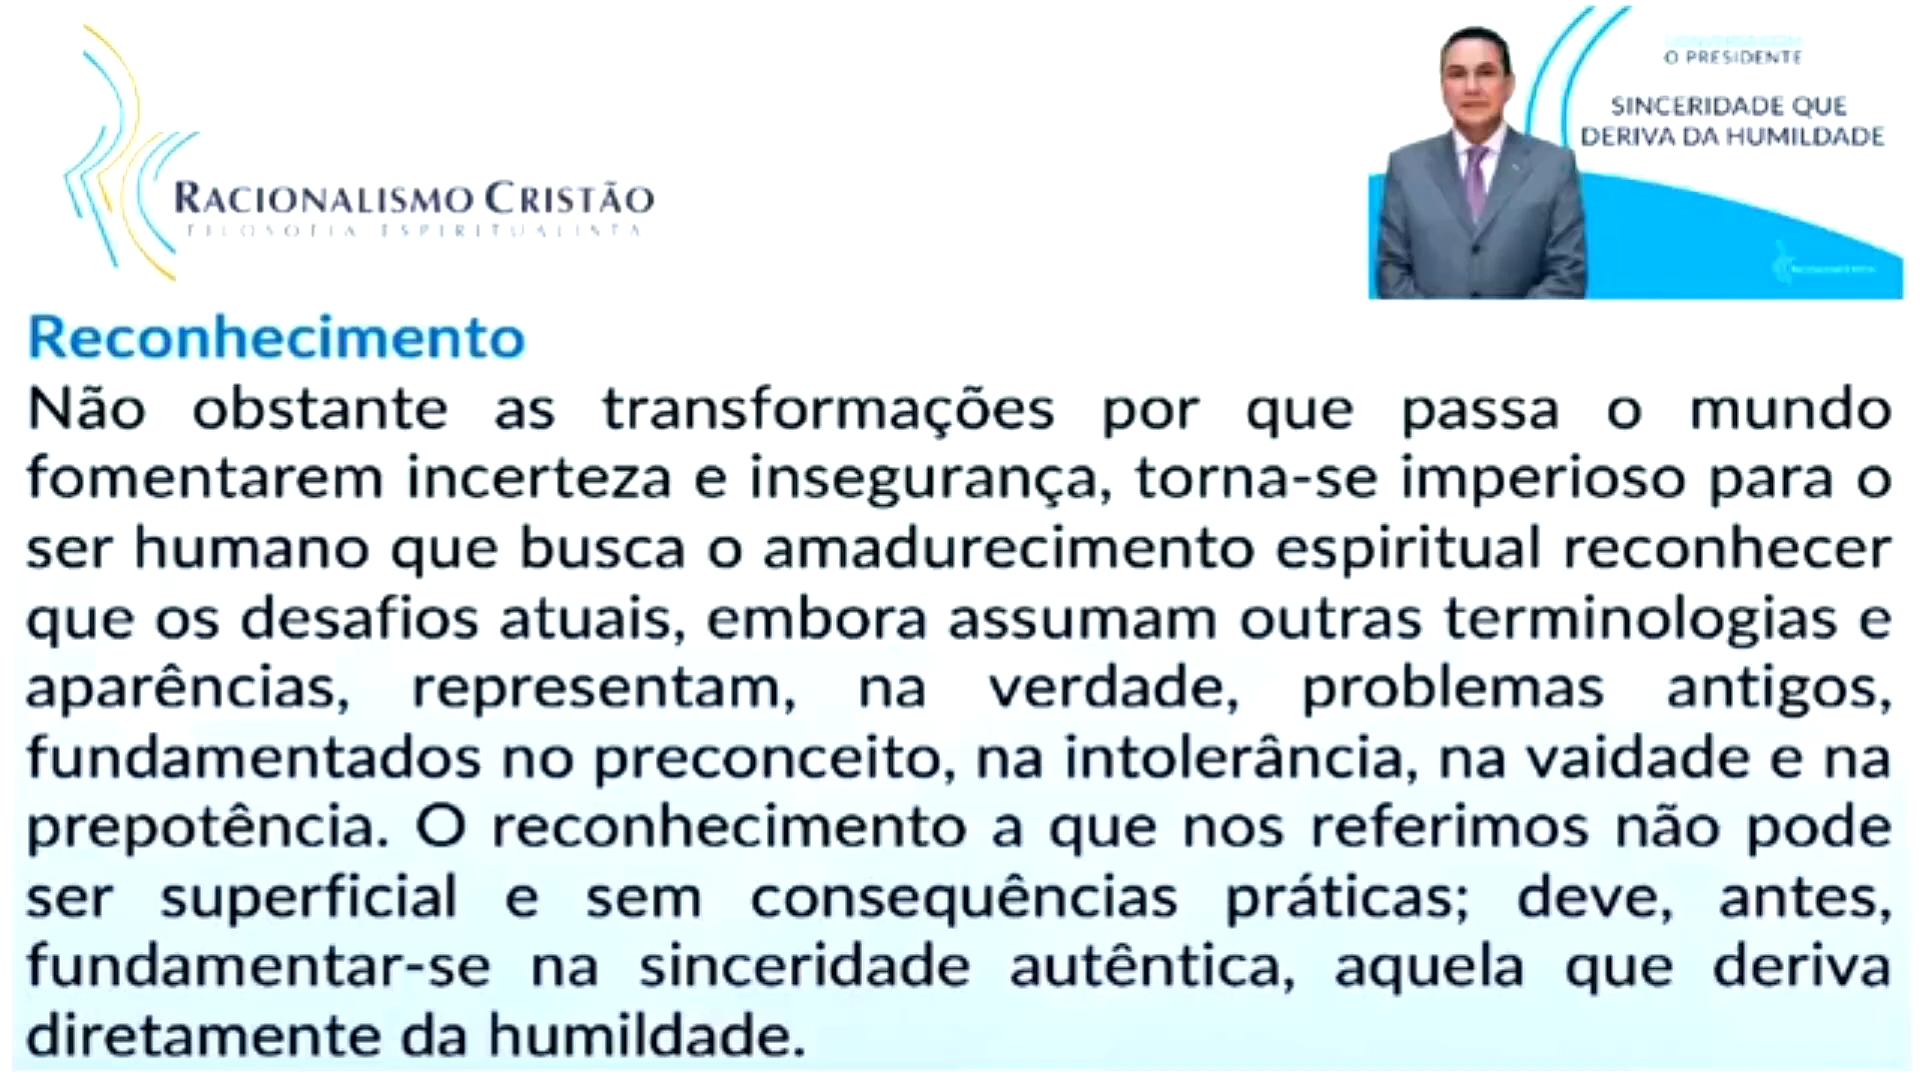 RACIONALISMO CRISTÃO
FILOSOFIA ESPIRITUALISTA
O PRESIDENTE
SINCERIDADE QUE
DERIVA DA HUMILDADE
Reconhecimento
Não obstante as transformações por que passa o mundo
fomentarem incerteza e insegurança, torna-se imperioso para o
ser humano que busca o amadurecimento espiritual reconhecer
que os desafios atuais, embora assumam outras terminologias e
aparências, representam, na verdade, problemas antigos,
fundamentados no preconceito, na intolerância, na vaidade e na
prepotência. O reconhecimento a que nos referimos não pode
ser superficial e sem consequências práticas; deve, antes,
fundamentar-se na sinceridade autêntica, aquela que deriva
diretamente da humildade.